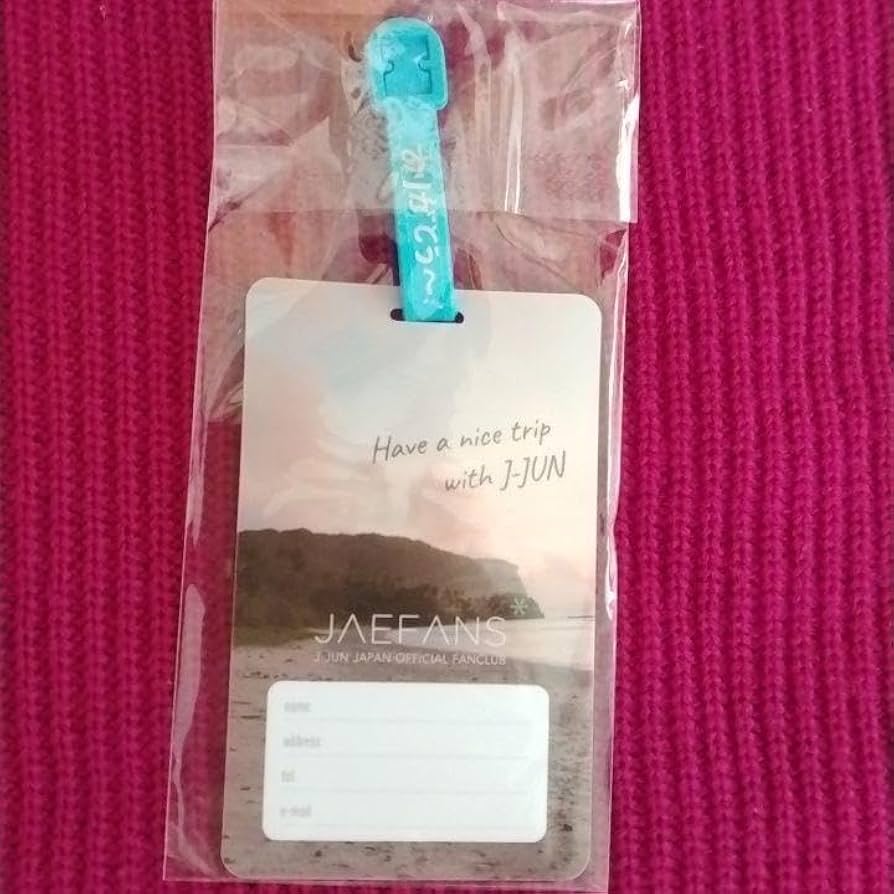 Have a nice trip
with J-JUN
JAEFANS*
J-JUN JAPAN OFFICIAL FANCLUB
name
address
tel
e-mail